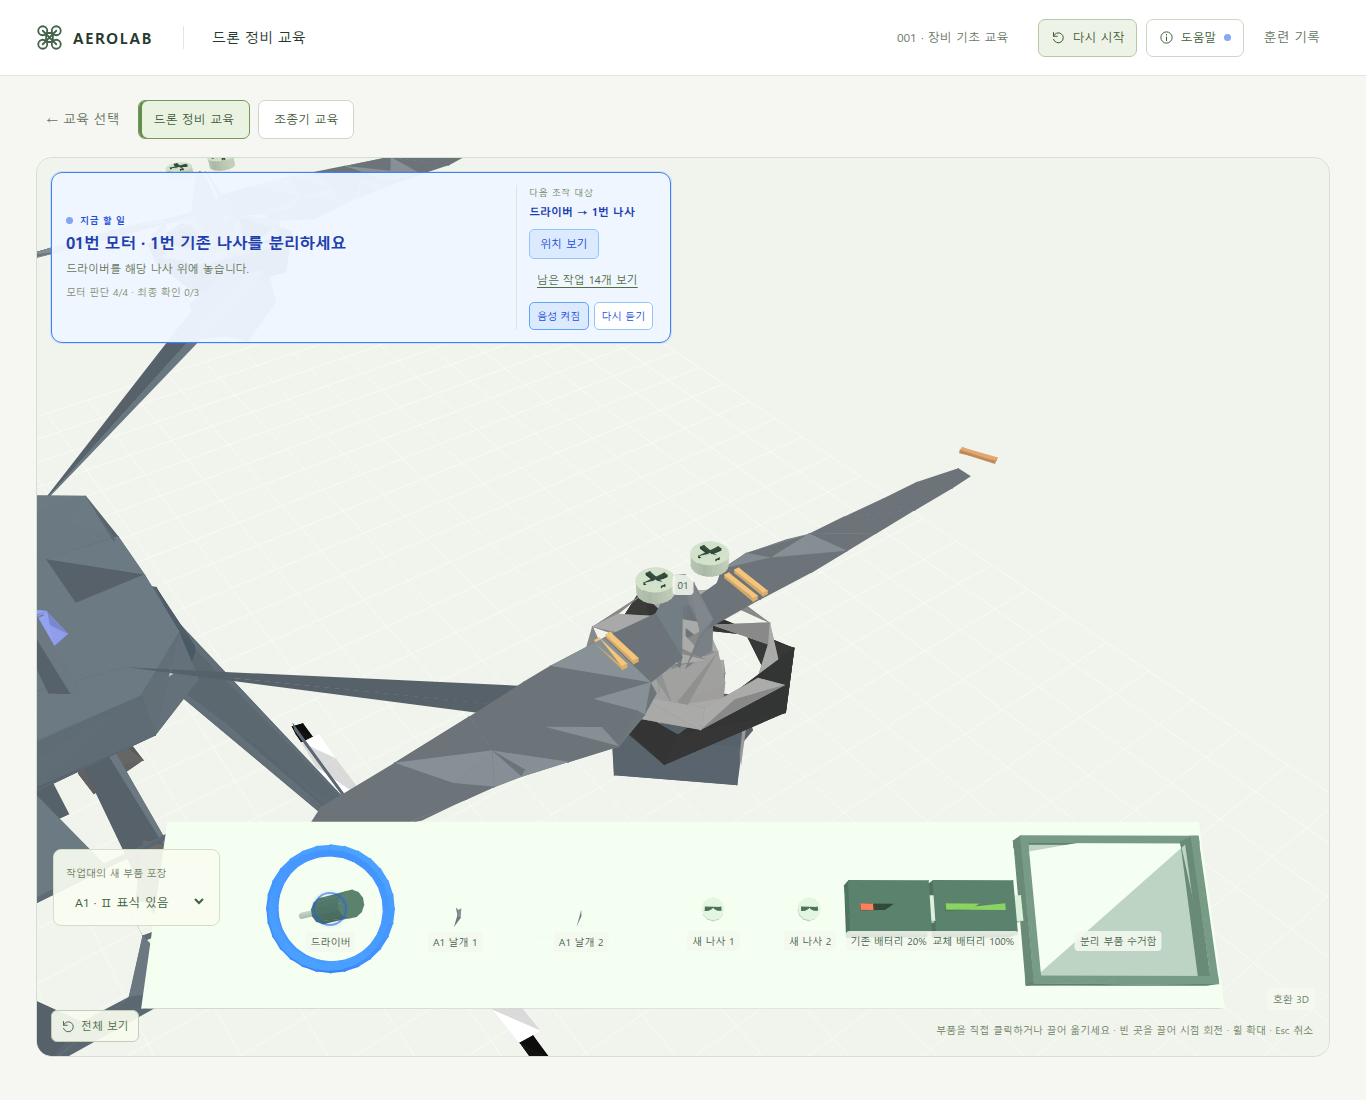 AEROLAB
드론 정비 교육
001 · 장비 기초 교육
다시 시작
도움말
훈련 기록
← 교육 선택
드론 정비 교육
조종기 교육
지금 할 일
01번 모터 · 1번 기존 나사를 분리하세요
드라이버를 해당 나사 위에 놓습니다.
모터 판단 4/4 · 최종 확인 0/3
다음 조작 대상
드라이버 → 1번 나사
위치 보기
남은 작업 14개 보기
음성 켜짐
다시 듣기
01
작업대의 새 부품 포장
A1 · II 표식 있음
드라이버
A1 날개 1
A1 날개 2
새 나사 1
새 나사 2
기존 배터리 20%
교체 배터리 100%
분리 부품 수거함
호환 3D
전체 보기
부품을 직접 클릭하거나 끌어 옮기세요 · 빈 곳을 끌어 시점 회전 · 휠 확대 · Esc 취소